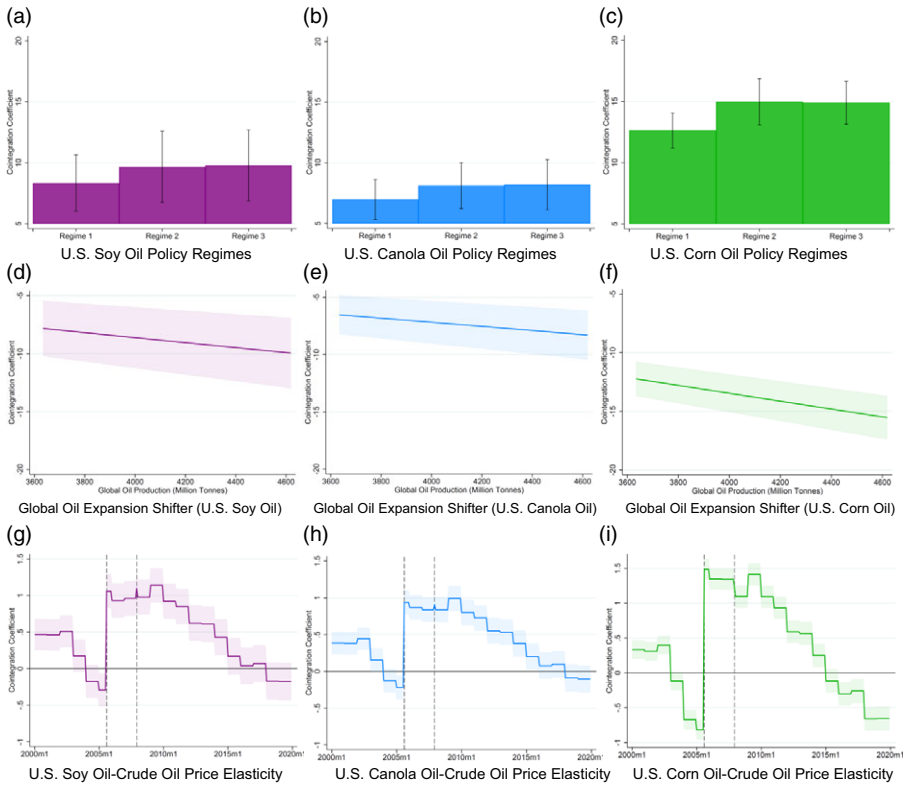 (a)
(b)
(c)
Cointegration Coefficient
5 10 15 20
Regime 1 Regime 2 Regime 3
U.S. Soy Oil Policy Regimes
Cointegration Coefficient
5 10 15 20
Regime 1 Regime 2 Regime 3
U.S. Canola Oil Policy Regimes
Cointegration Coefficient
5 10 15 20
Regime 1 Regime 2 Regime 3
U.S. Corn Oil Policy Regimes
(d)
(e)
(f)
Cointegration Coefficient
-20 -15 -10 -5
3600 3800 4000 4200 4400 4600
Global Oil Production (Million Tonnes)
Global Oil Expansion Shifter (U.S. Soy Oil)
Cointegration Coefficient
-20 -15 -10 -5
3600 3800 4000 4200 4400 4600
Global Oil Production (Million Tonnes)
Global Oil Expansion Shifter (U.S. Canola Oil)
Cointegration Coefficient
-20 -15 -10 -5
3600 3800 4000 4200 4400 4600
Global Oil Production (Million Tonnes)
Global Oil Expansion Shifter (U.S. Corn Oil)
(g)
(h)
(i)
Cointegration Coefficient
-1 -.5 0 .5 1 1.5
2000m1 2005m1 2010m1 2015m1 2020m1
U.S. Soy Oil-Crude Oil Price Elasticity
Cointegration Coefficient
-1 -.5 0 .5 1 1.5
2000m1 2005m1 2010m1 2015m1 2020m1
U.S. Canola Oil-Crude Oil Price Elasticity
Cointegration Coefficient
-1 -.5 0 .5 1 1.5
2000m1 2005m1 2010m1 2015m1 2020m1
U.S. Corn Oil-Crude Oil Price Elasticity